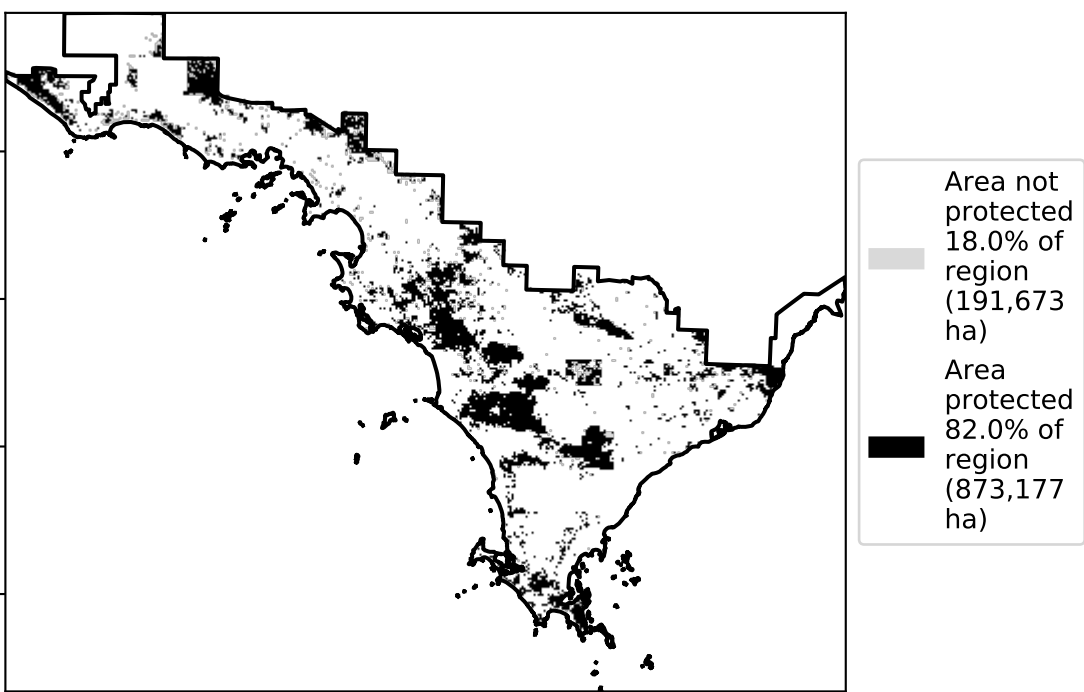 Area not
protected
18.0% of
region
(191,673
ha)
Area
protected
82.0% of
region
(873,177
ha)